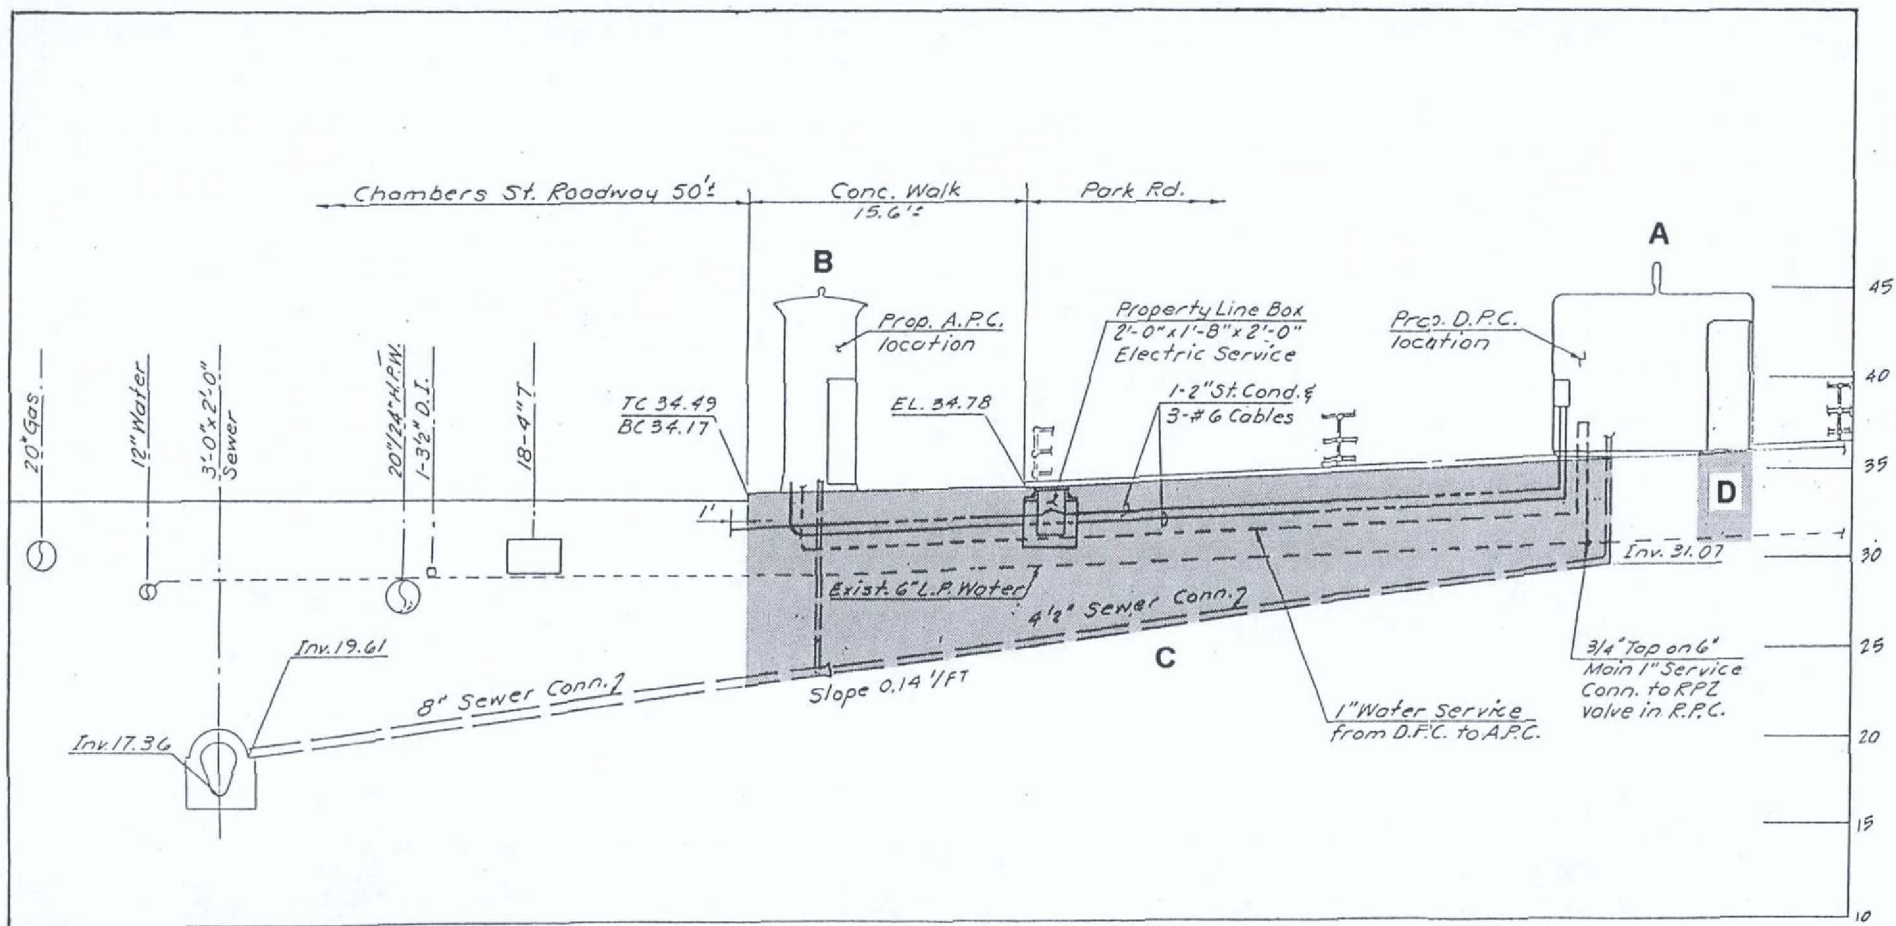 Chambers St. Roadway 50'±
Conc. Walk
15.6'±
Park Rd.
B
A
Prop. A.P.C.
location
Property Line Box
2'-0"x1'-8"x2'-0"
Electric Service
Prop. D.P.C.
location
45
40
35
30
25
20
15
10
20" Gas
12" Water
3'-0"x2'-0"
Sewer
20"/24" H.P.W.
1-3½" D.I.
18-4" T
TC 34.49
BC 34.17
EL. 34.78
1-2" St. Cond. &
3-#6 Cables
D
1'
Exist. 6" L.P. Water
Inv. 31.07
4½" Sewer Conn.
C
Inv. 19.61
8" Sewer Conn.
Slope 0.14'/FT
Inv. 17.36
1" Water Service
from D.P.C. to A.P.C.
3/4" Tap on 6"
Main 1" Service
Conn. to RPZ
valve in R.P.C.